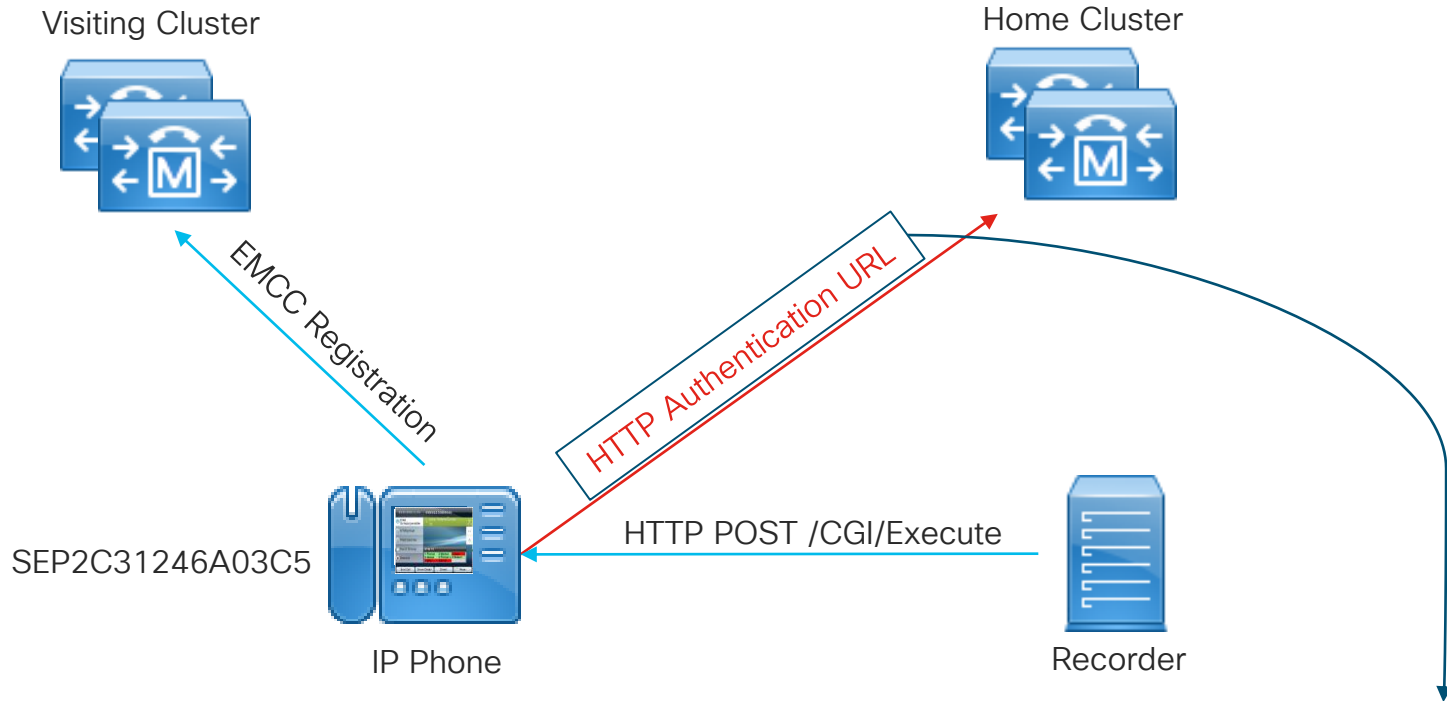 Visiting Cluster
Home Cluster
M
M
EMCC Registration
HTTP Authentication URL
HTTP POST /CGI/Execute
SEP2C31246A03C5
IP Phone
Recorder